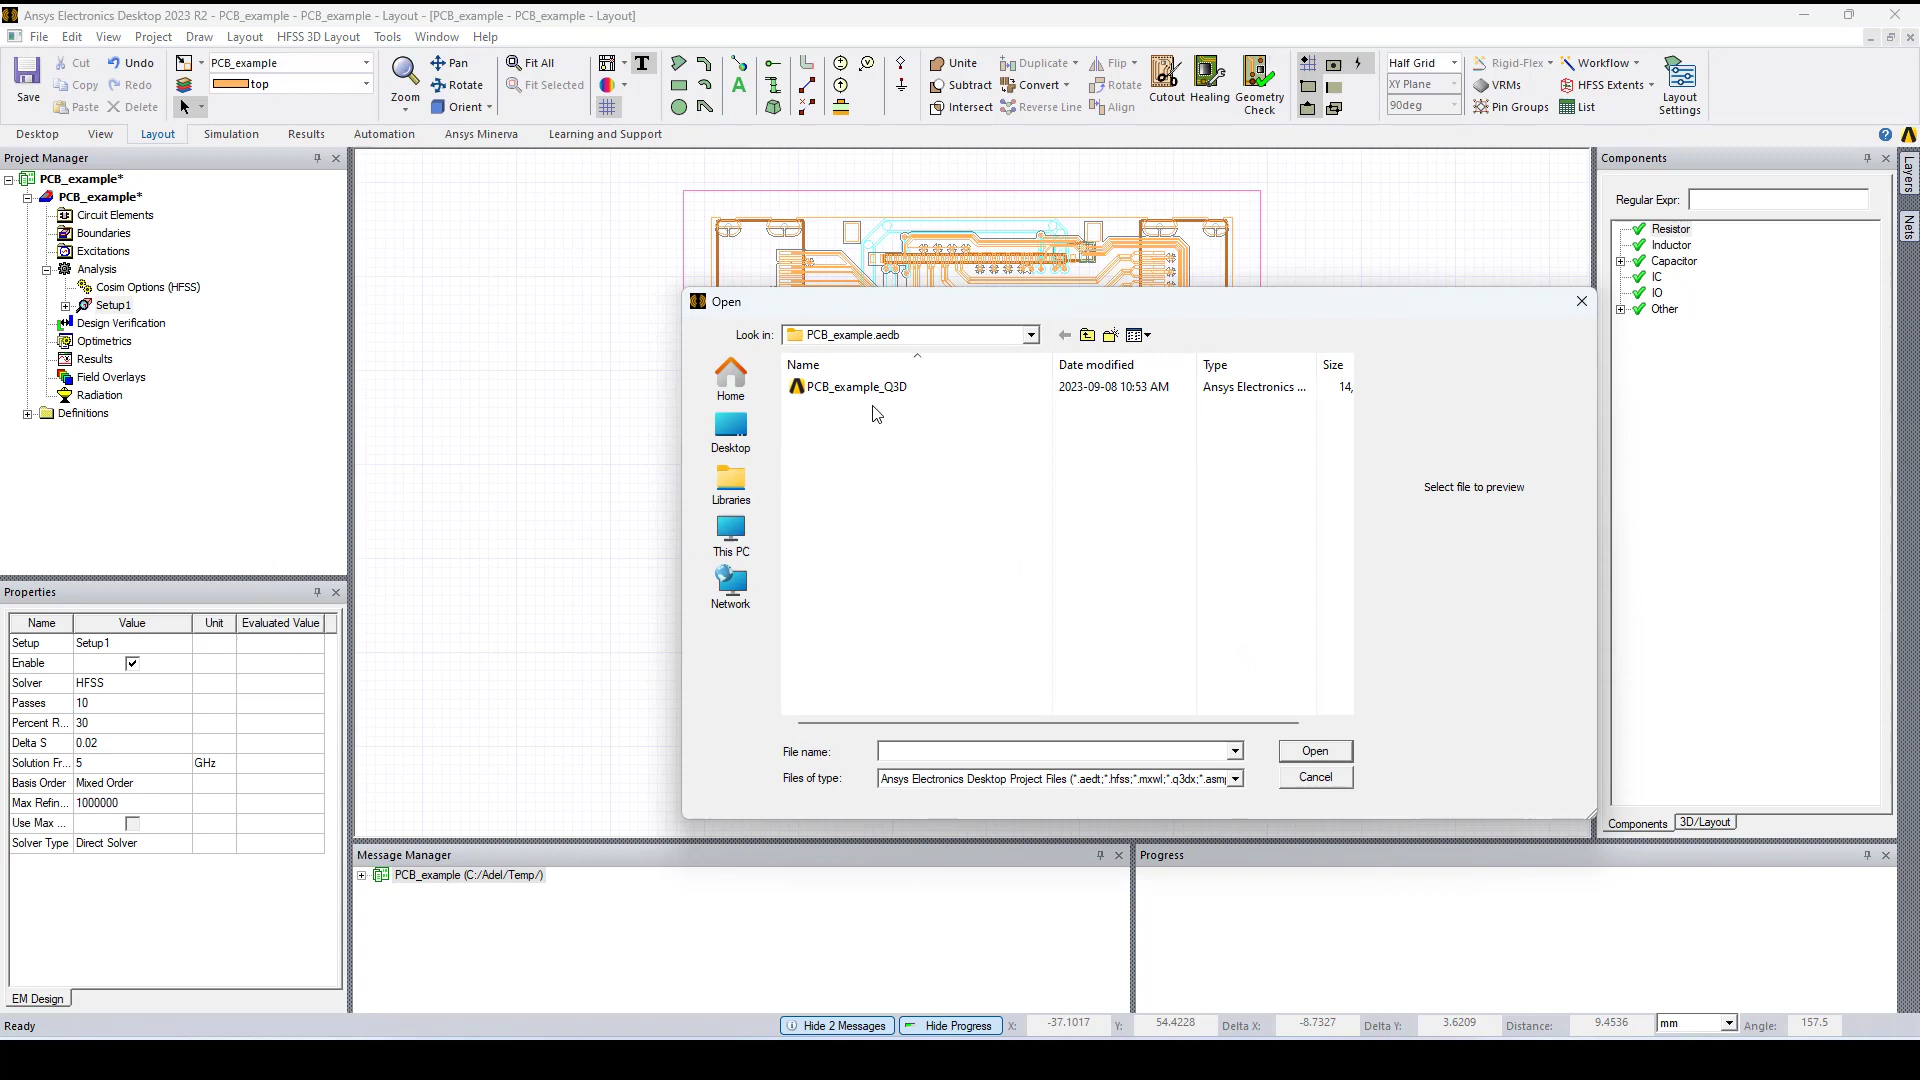 Ansys Electronics Desktop 2023 R2 - PCB_example - PCB_example - Layout - [PCB_example - PCB_example - Layout]
File Edit View Project Draw Layout HFSS 3D Layout Tools Window Help
Save
Cut
Copy
Paste
Undo
Redo
Delete
PCB_example
top
Zoom
Pan
Rotate
Orient
Fit All
Fit Selected
T
A
Unite
Subtract
Intersect
Duplicate
Convert
Reverse Line
Flip
Rotate
Align
Cutout
Healing
Geometry
Check
Half Grid
XY Plane
90deg
Rigid-Flex
VRMs
Pin Groups
Workflow
HFSS Extents
List
Layout
Settings
Desktop View Layout Simulation Results Automation Ansys Minerva Learning and Support
Project Manager
PCB_example*
PCB_example*
Circuit Elements
Boundaries
Excitations
Analysis
Cosim Options (HFSS)
Setup1
Design Verification
Optimetrics
Results
Field Overlays
Radiation
Definitions
Properties
Name Value Unit Evaluated Value
Setup Setup1
Enable
Solver HFSS
Passes 10
Percent R... 30
Delta S 0.02
Solution Fr... 5 GHz
Basis Order Mixed Order
Max Refin... 1000000
Use Max ...
Solver Type Direct Solver
EM Design
Open
Look in: PCB_example.aedb
Home
Desktop
Libraries
This PC
Network
Name Date modified Type Size
PCB_example_Q3D 2023-09-08 10:53 AM Ansys Electronics ... 14,
Select file to preview
File name:
Open
Files of type: Ansys Electronics Desktop Project Files (*.aedt;*.hfss;*.mxwl;*.q3dx;*.asm
Cancel
Components
Regular Expr:
Resistor
Inductor
Capacitor
IC
IO
Other
Components 3D/Layout
Layers
Nets
Message Manager
PCB_example (C:/Adel/Temp/)
Progress
Ready
Hide 2 Messages Hide Progress X: -37.1017 Y: 54.4228 Delta X: -8.7327 Delta Y: 3.6209 Distance: 9.4536 mm Angle: 157.5